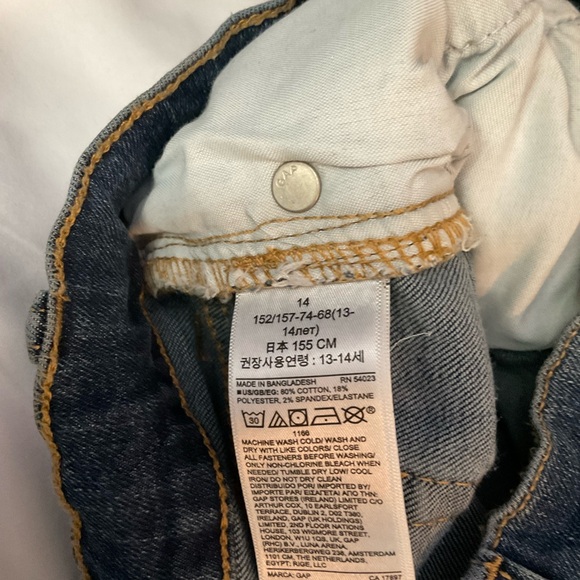 GAP
14
152/157-74-68(13-
14лет)
日本 155 CM
권장사용연령 : 13-14세
MADE IN BANGLADESH RN 54023
US/GB/EG: 80% COTTON, 18%
POLYESTER, 2% SPANDEX/ELASTANE
30
1166
MACHINE WASH COLD/ WASH AND
DRY WITH LIKE COLORS/ CLOSE
ALL FASTENERS BEFORE WASHING/
ONLY NON-CHLORINE BLEACH WHEN
NEEDED/ TUMBLE DRY LOW/ COOL
IRON/ DO NOT DRY CLEAN
DISTRIBUIDO POR/ IMPORTED BY/
IMPORTE PAR/ ΕΙΣΑΓΕΤΑΙ ΑΠΟ ΤΗΝ:
GAP STORES (IRELAND) LIMITED C/O
ARTHUR COX, 10 EARLSFORT
TERRACE, DUBLIN 2, D02 T380,
IRELAND; GAP (UK HOLDINGS)
LIMITED, 2ND FLOOR NATIONS
HOUSE, 103 WIGMORE STREET,
LONDON, W1U 1QS, UK; GAP
(RHC) B.V., LUNA ARENA,
HERIKERBERGWEG 238, AMSTERDAM
1101 CM, THE NETHERLANDS;
EGYPT: RIGE LLC
MARCA: GAP CA 17897